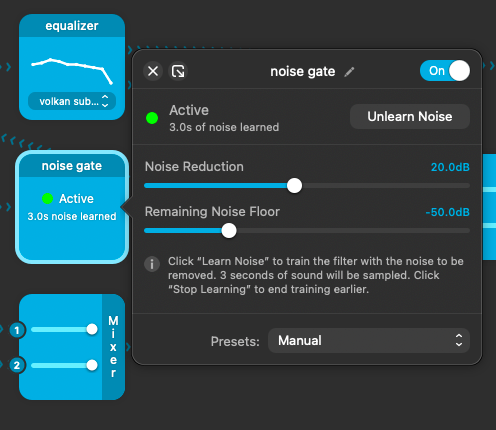 equalizer
volkan sub...
noise gate
Active
3.0s noise learned
1
2
Mixer
noise gate
On
Active
3.0s of noise learned
Unlearn Noise
Noise Reduction
20.0dB
Remaining Noise Floor
-50.0dB
Click “Learn Noise” to train the filter with the noise to be
removed. 3 seconds of sound will be sampled. Click
“Stop Learning” to end training earlier.
Presets:
Manual